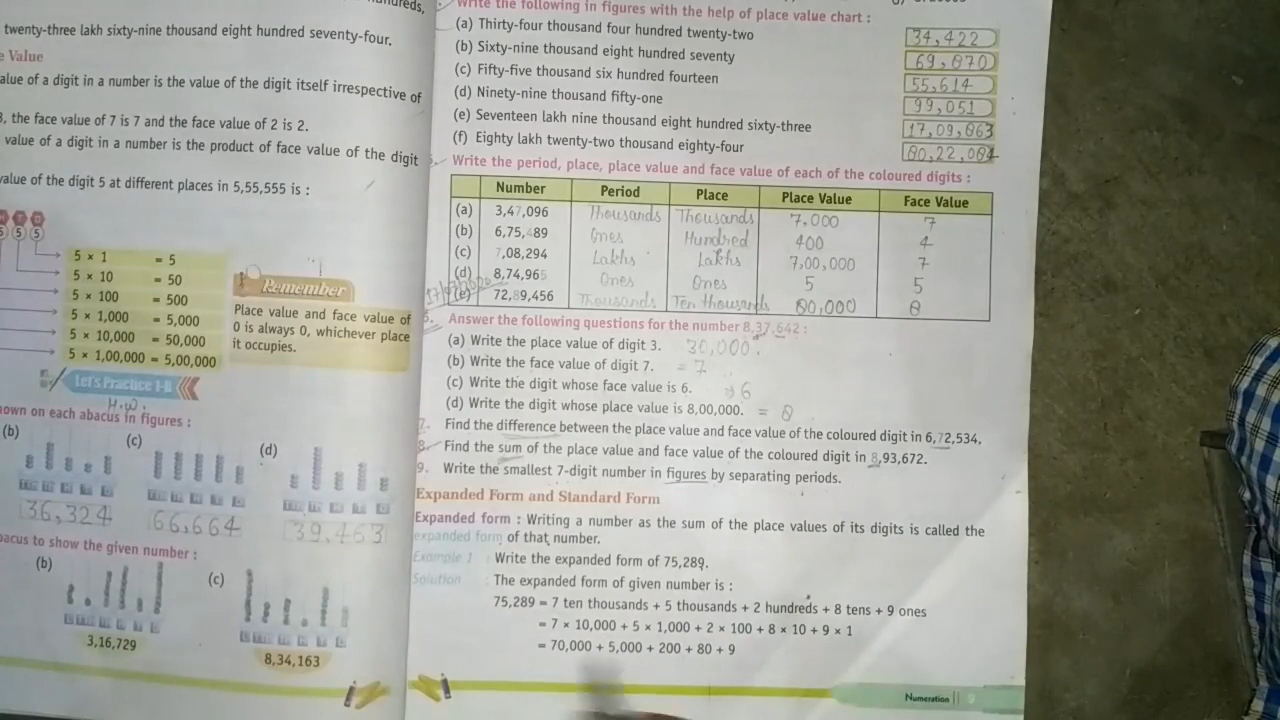 twenty-three lakh sixty-nine thousand eight hundred seventy-four.
Value
value of a digit in a number is the value of the digit itself irrespective of
, the face value of 7 is 7 and the face value of 2 is 2.
value of a digit in a number is the product of face value of the digit
value of the digit 5 at different places in 5,55,555 is :
5 5 5
5 × 1 = 5
5 × 10 = 50
5 × 100 = 500
5 × 1,000 = 5,000
5 × 10,000 = 50,000
5 × 1,00,000 = 5,00,000
Remember
Place value and face value of
0 is always 0, whichever place
it occupies.
Let's Practice 1-B
H.W.
shown on each abacus in figures :
(b) (c) (d)
36,324 66,664 39,463
abacus to show the given number :
(b) (c)
3,16,729
8,34,163
Write the following in figures with the help of place value chart :
(a) Thirty-four thousand four hundred twenty-two 34,422
(b) Sixty-nine thousand eight hundred seventy 69,870
(c) Fifty-five thousand six hundred fourteen 55,614
(d) Ninety-nine thousand fifty-one 99,051
(e) Seventeen lakh nine thousand eight hundred sixty-three 17,09,863
(f) Eighty lakh twenty-two thousand eighty-four 80,22,084
5. Write the period, place, place value and face value of each of the coloured digits :
Number Period Place Place Value Face Value
(a) 3,47,096 Thousands Thousands 7,000 7
(b) 6,75,489 Ones Hundred 400 4
(c) 7,08,294 Lakhs Lakhs 7,00,000 7
(d) 8,74,965 Ones Ones 5 5
(e) 72,89,456 Thousands Ten thousands 80,000 8
6. Answer the following questions for the number 8,37,642 :
(a) Write the place value of digit 3. 30,000.
(b) Write the face value of digit 7. = 7
(c) Write the digit whose face value is 6. → 6
(d) Write the digit whose place value is 8,00,000. = 8
7. Find the difference between the place value and face value of the coloured digit in 6,72,534.
8. Find the sum of the place value and face value of the coloured digit in 8,93,672.
9. Write the smallest 7-digit number in figures by separating periods.
Expanded Form and Standard Form
Expanded form : Writing a number as the sum of the place values of its digits is called the
expanded form of that number.
Example 1 : Write the expanded form of 75,289.
Solution : The expanded form of given number is :
75,289 = 7 ten thousands + 5 thousands + 2 hundreds + 8 tens + 9 ones
= 7 × 10,000 + 5 × 1,000 + 2 × 100 + 8 × 10 + 9 × 1
= 70,000 + 5,000 + 200 + 80 + 9
Numeration